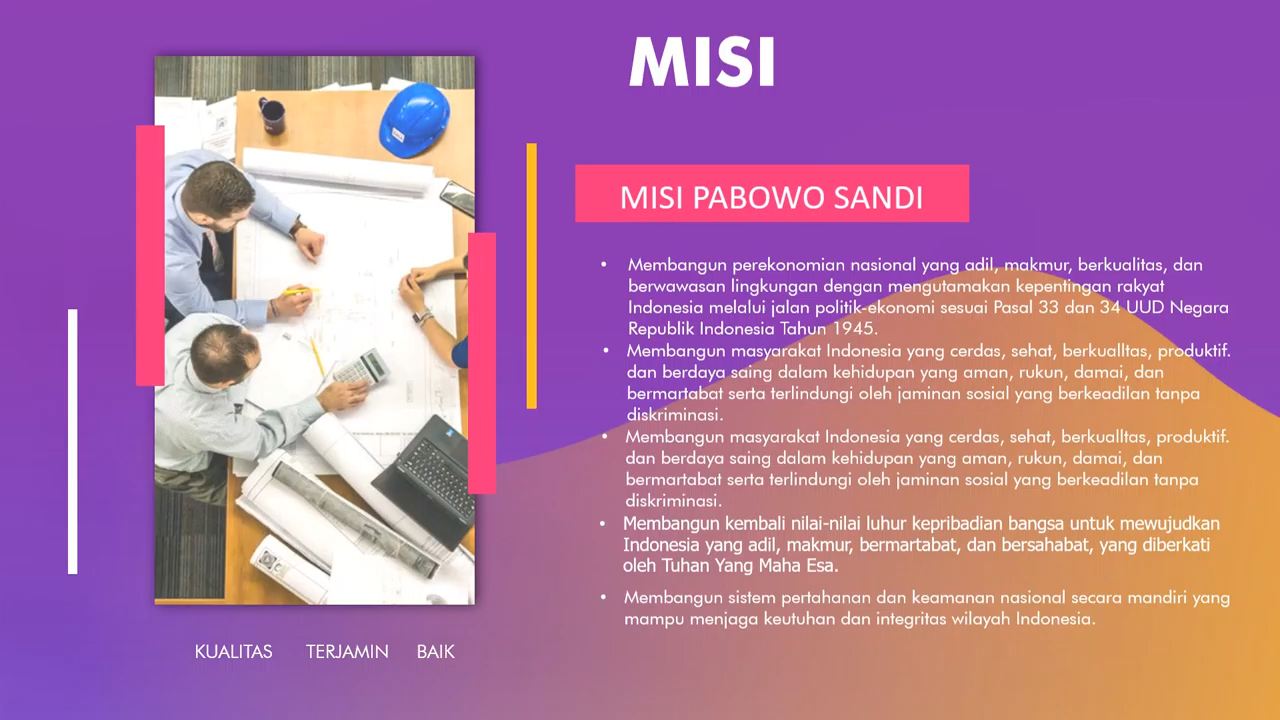 MISI
MISI PABOWO SANDI
• Membangun perekonomian nasional yang adil, makmur, berkualitas, dan
berwawasan lingkungan dengan mengutamakan kepentingan rakyat
Indonesia melalui jalan politik-ekonomi sesuai Pasal 33 dan 34 UUD Negara
Republik Indonesia Tahun 1945.
• Membangun masyarakat Indonesia yang cerdas, sehat, berkualltas, produktif.
dan berdaya saing dalam kehidupan yang aman, rukun, damai, dan
bermartabat serta terlindungi oleh jaminan sosial yang berkeadilan tanpa
diskriminasi.
• Membangun masyarakat Indonesia yang cerdas, sehat, berkualltas, produktif.
dan berdaya saing dalam kehidupan yang aman, rukun, damai, dan
bermartabat serta terlindungi oleh jaminan sosial yang berkeadilan tanpa
diskriminasi.
• Membangun kembali nilai-nilai luhur kepribadian bangsa untuk mewujudkan
Indonesia yang adil, makmur, bermartabat, dan bersahabat, yang diberkati
oleh Tuhan Yang Maha Esa.
• Membangun sistem pertahanan dan keamanan nasional secara mandiri yang
mampu menjaga keutuhan dan integritas wilayah Indonesia.
KUALITAS TERJAMIN BAIK